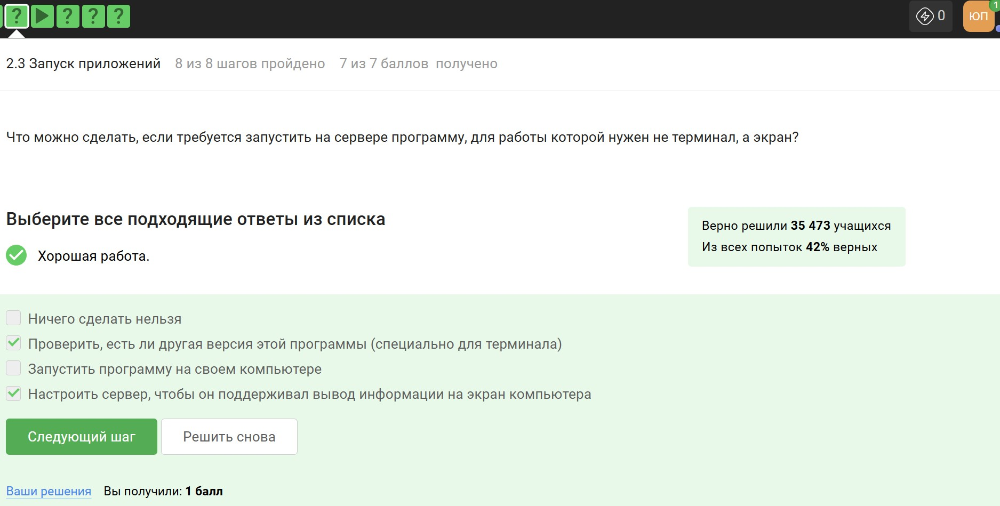 ? ? ? ? 0 ЮП 1
2.3 Запуск приложений 8 из 8 шагов пройдено 7 из 7 баллов получено
Что можно сделать, если требуется запустить на сервере программу, для работы которой нужен не терминал, а экран?
Выберите все подходящие ответы из списка
Хорошая работа.
Верно решили 35 473 учащихся
Из всех попыток 42% верных
Ничего сделать нельзя
Проверить, есть ли другая версия этой программы (специально для терминала)
Запустить программу на своем компьютере
Настроить сервер, чтобы он поддерживал вывод информации на экран компьютера
Следующий шаг Решить снова
Ваши решения Вы получили: 1 балл